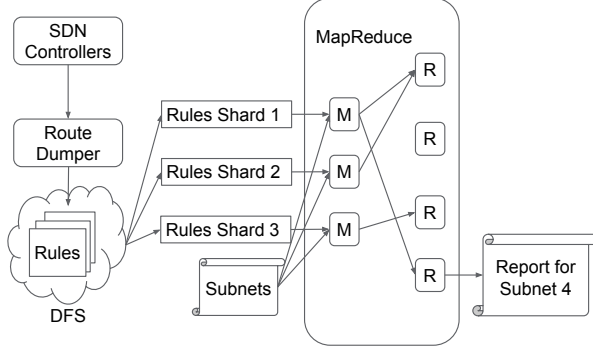 SDN
Controllers
Route
Dumper
Rules
DFS
Rules Shard 1
Rules Shard 2
Rules Shard 3
Subnets
MapReduce
M
M
M
R
R
R
R
Report for
Subnet 4